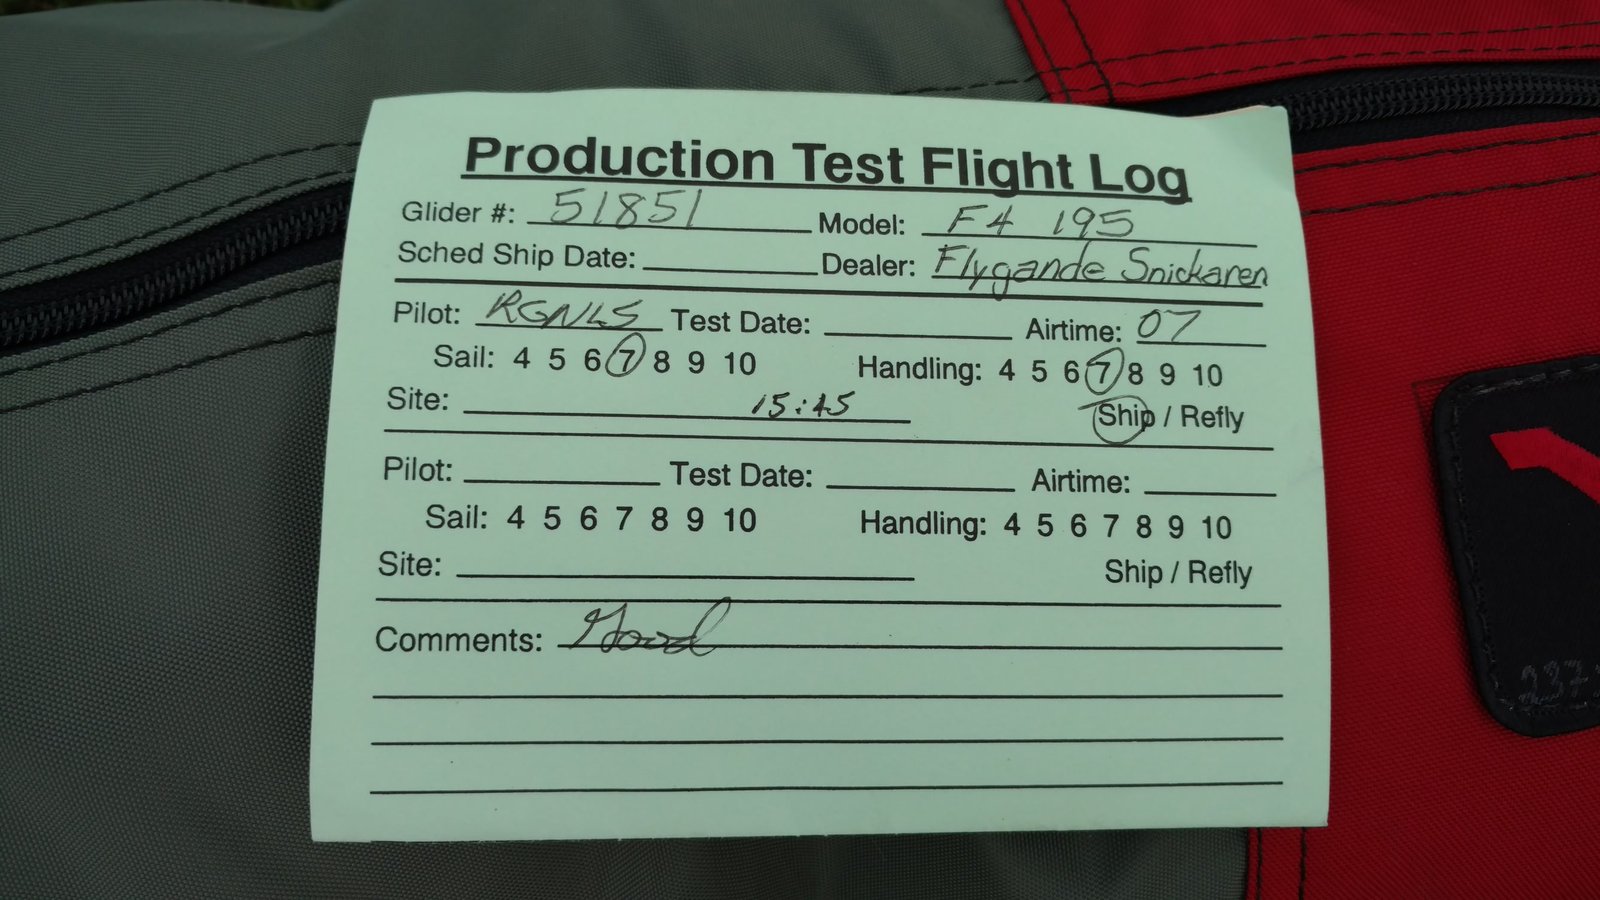 Production Test Flight Log
Glider #: 51851 Model: F4 195
Sched Ship Date: Dealer: Flygande Snickaren
Pilot: RGNLS Test Date: Airtime: 07
Sail: 4 5 6 7 8 9 10 Handling: 4 5 6 7 8 9 10
Site: 15:45 Ship / Refly
Pilot: Test Date: Airtime:
Sail: 4 5 6 7 8 9 10 Handling: 4 5 6 7 8 9 10
Site: Ship / Refly
Comments: Good